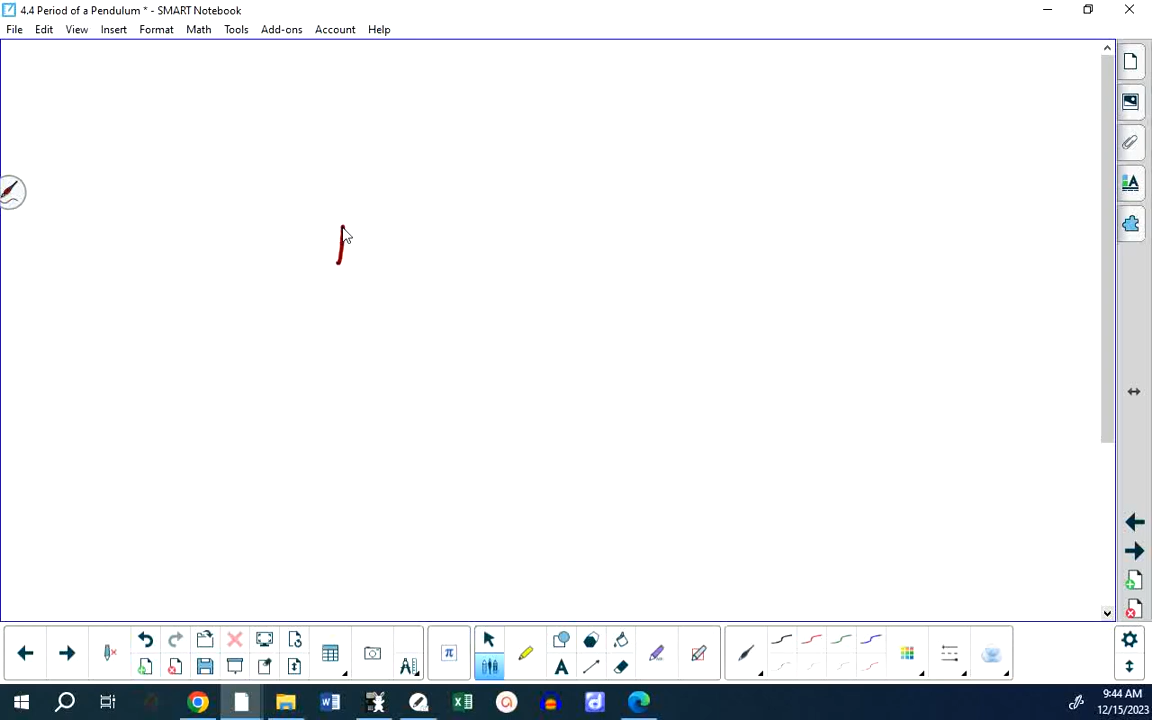 4.4 Period of a Pendulum * - SMART Notebook
File Edit View Insert Format Math Tools Add-ons Account Help
π
A
A
9:44 AM
12/15/2023